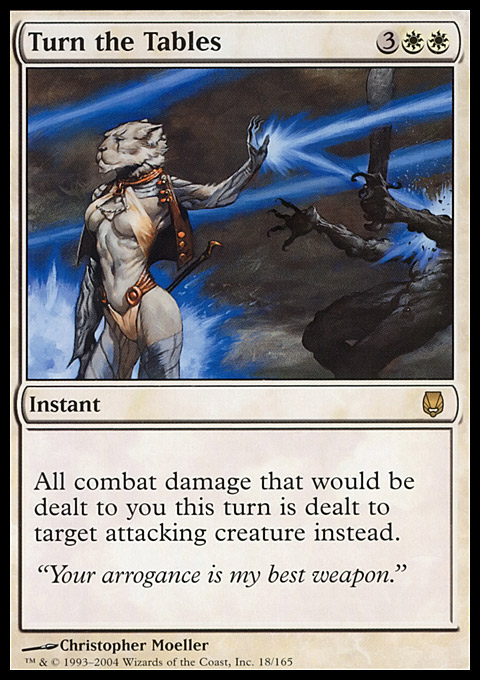 Turn the Tables 3
Instant
All combat damage that would be
dealt to you this turn is dealt to
target attacking creature instead.
“Your arrogance is my best weapon.”
Christopher Moeller
™ & © 1993–2004 Wizards of the Coast, Inc. 18/165